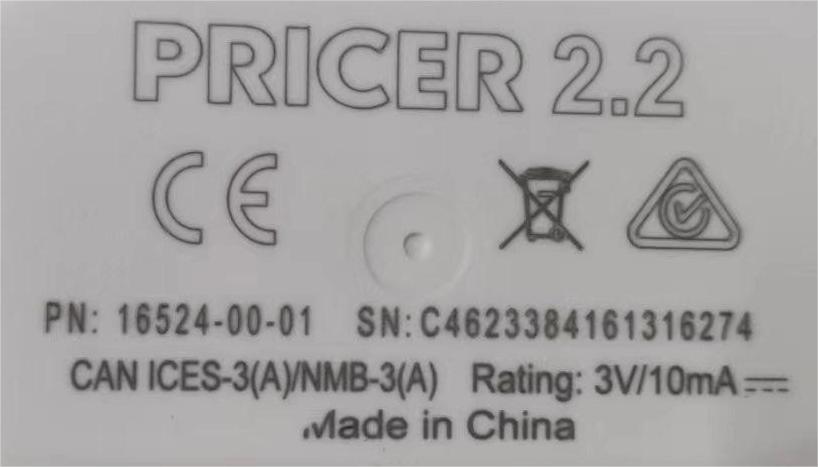 PRICER 2.2
CE
PN: 16524-00-01 SN: C4623384161316274
CAN ICES-3(A)/NMB-3(A) Rating: 3V/10mA
Made in China